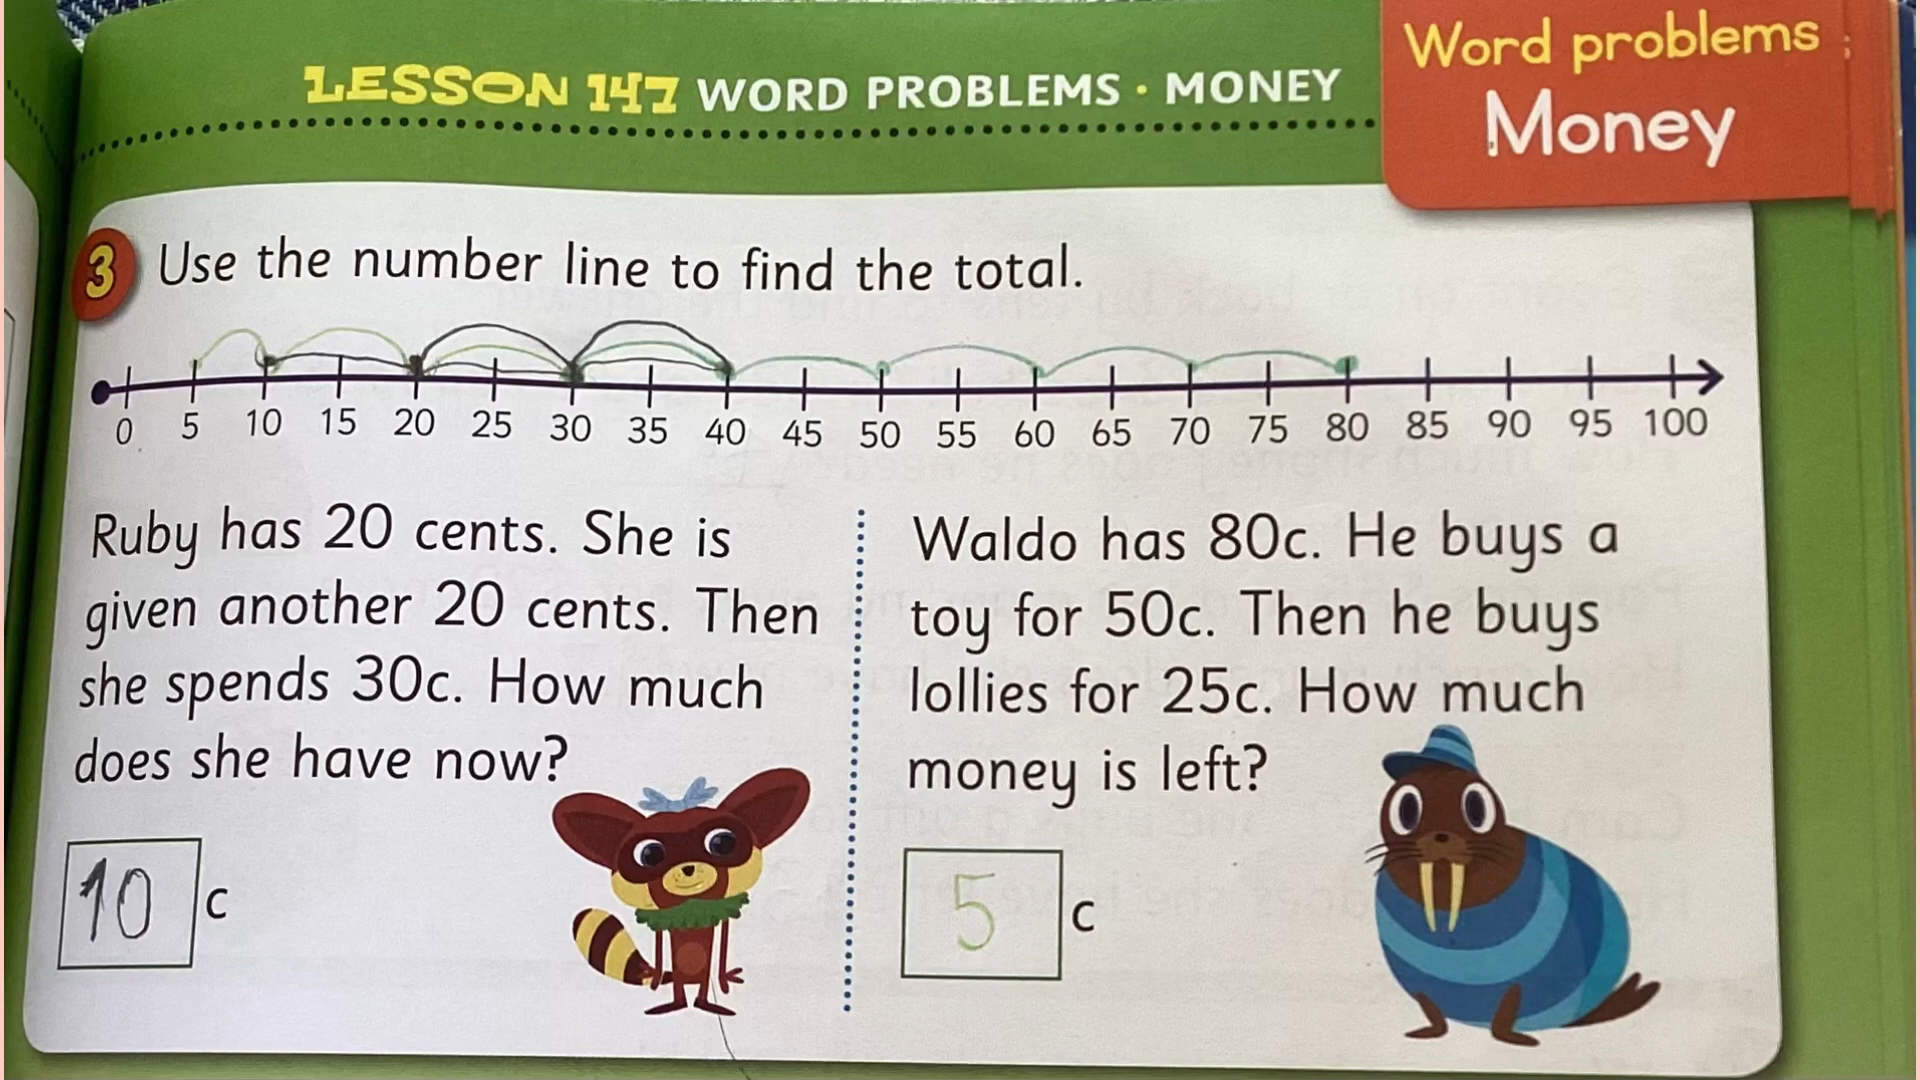 Word problems
LESSON 147 WORD PROBLEMS • MONEY
Money
3 Use the number line to find the total.
0 5 10 15 20 25 30 35 40 45 50 55 60 65 70 75 80 85 90 95 100
Ruby has 20 cents. She is
given another 20 cents. Then
she spends 30c. How much
does she have now?
10 c
Waldo has 80c. He buys a
toy for 50c. Then he buys
lollies for 25c. How much
money is left?
5 c